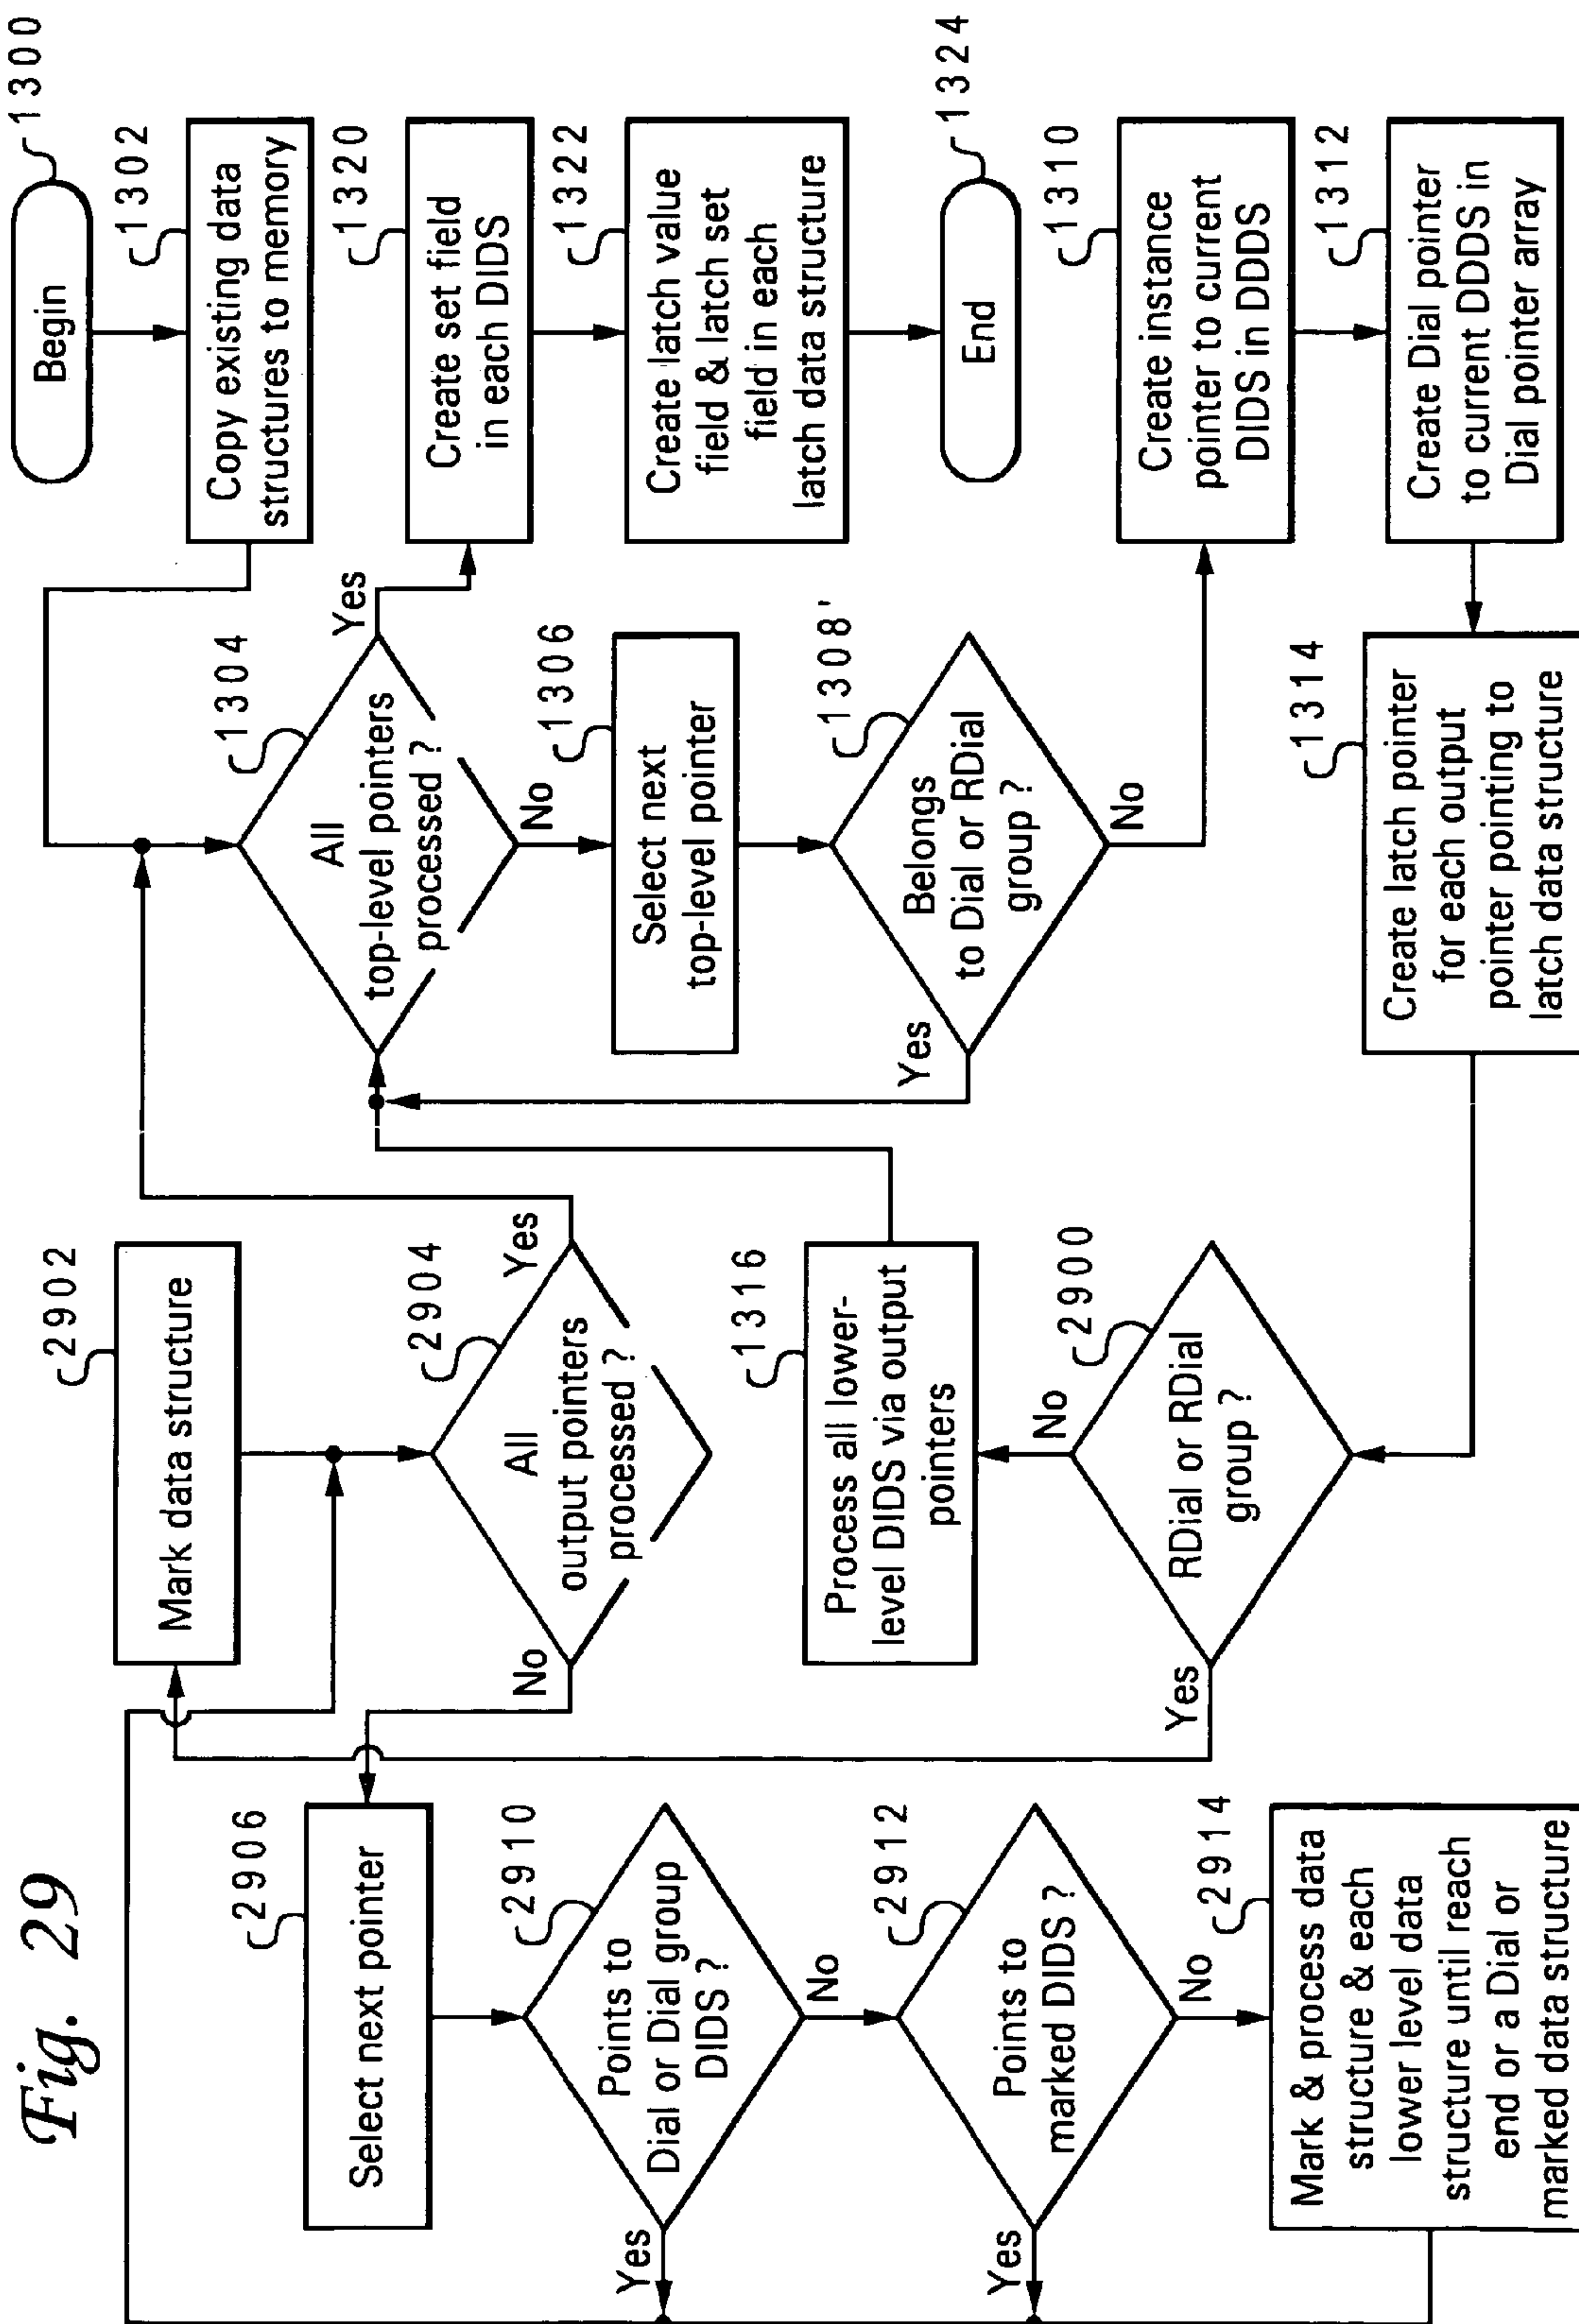 Fig. 29
Begin
1300
1302
Copy existing data
structures to memory
1304
All
top-level pointers
processed ?
Yes
No
1320
Create set field
in each DIDS
1322
Create latch value
field & latch set
field in each
latch data structure
End
1324
1306
Select next
top-level pointer
1308'
Belongs
to Dial or RDial
group ?
Yes
No
1310
Create instance
pointer to current
DIDS in DDDS
1312
Create Dial pointer
to current DDDS in
Dial pointer array
1314
Create latch pointer
for each output
pointer pointing to
latch data structure
2900
RDial or RDial
group ?
No
Yes
1316
Process all lower-
level DIDS via output
pointers
2902
Mark data structure
2904
All
output pointers
processed ?
Yes
No
2906
Select next pointer
2910
Points to
Dial or Dial group
DIDS ?
Yes
No
2912
Points to
marked DIDS ?
Yes
No
2914
Mark & process data
structure & each
lower level data
structure until reach
end or a Dial or
marked data structure